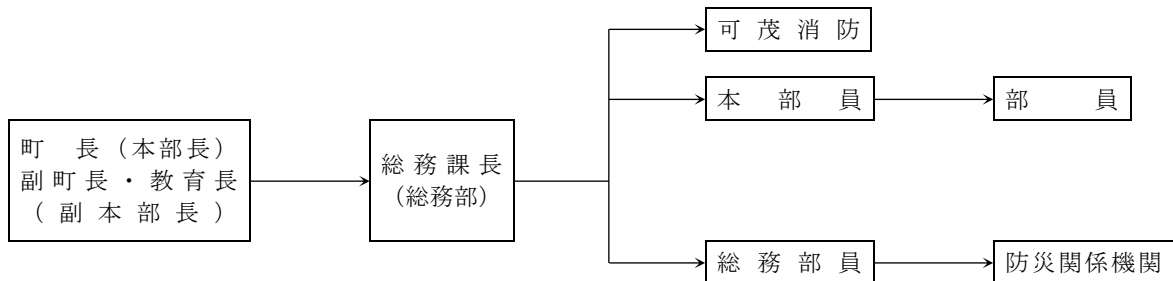 町　長（本部長）
副町長・教育長
（副本部長）
総務課長
（総務部）
可茂消防
本部員
部員
総務部員
防災関係機関